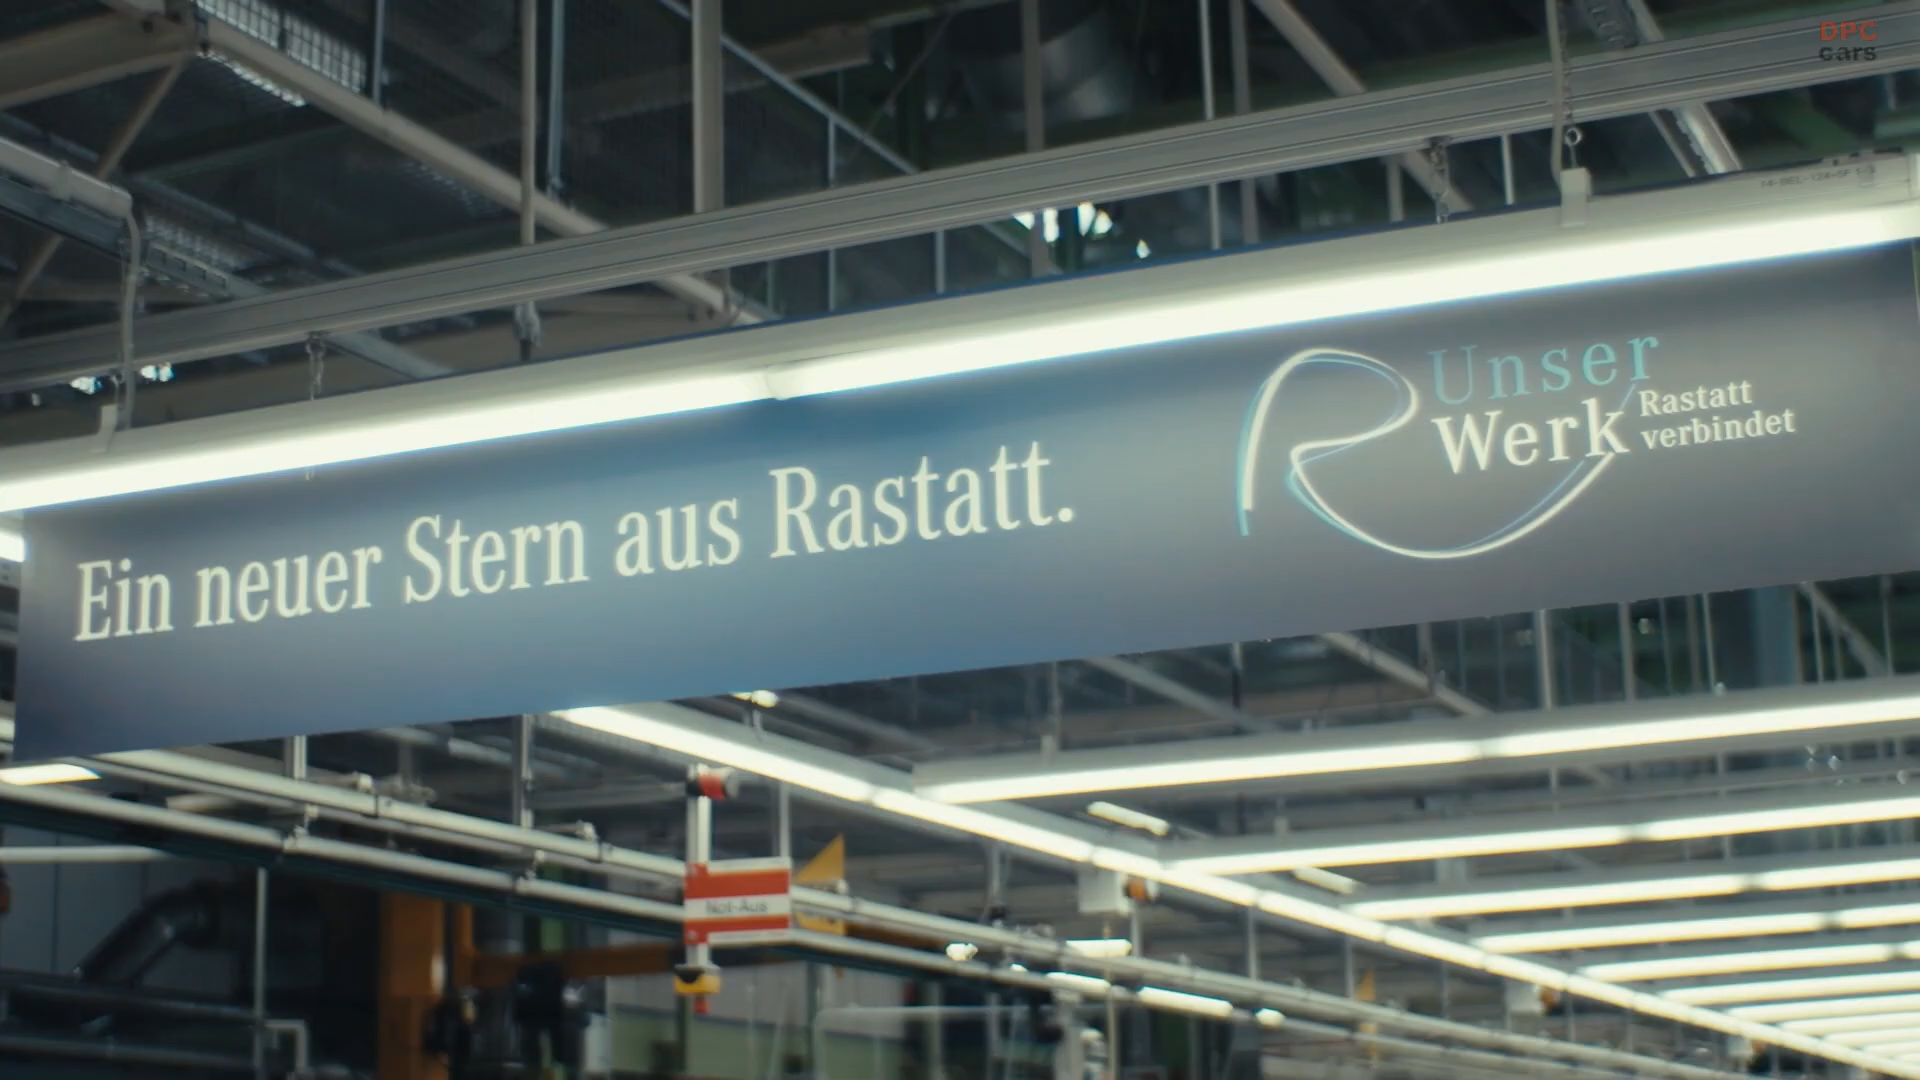 DPC
cars
Ein neuer Stern aus Rastatt.
Unser
Werk
Rastatt
verbindet
Not-Aus